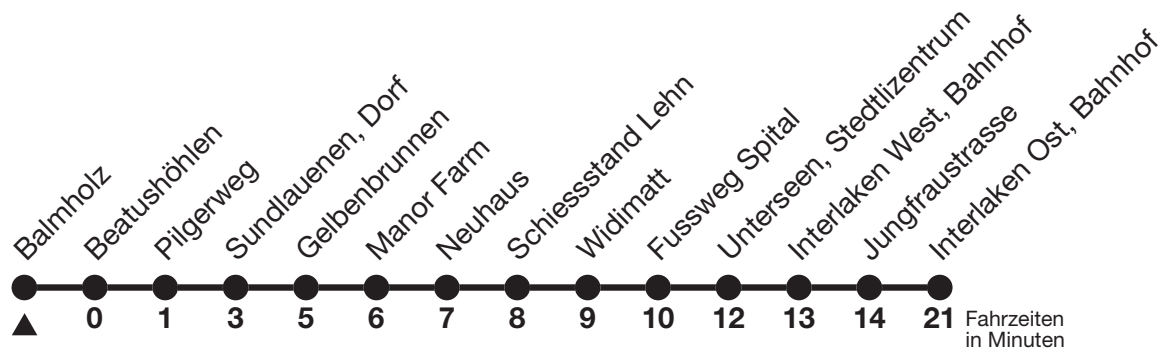 Balmholz
Beatushöhlen
Pilgerweg
Sundlauenen, Dorf
Gelbenbrunnen
Manor Farm
Neuhaus
Schiessstand Lehn
Widimatt
Fussweg Spital
Unterseen, Stedtlizentrum
Interlaken West, Bahnhof
Jungfraustrasse
Interlaken Ost, Bahnhof
0 1 3 5 6 7 8 9 10 12 13 14 21
Fahrzeiten
in Minuten